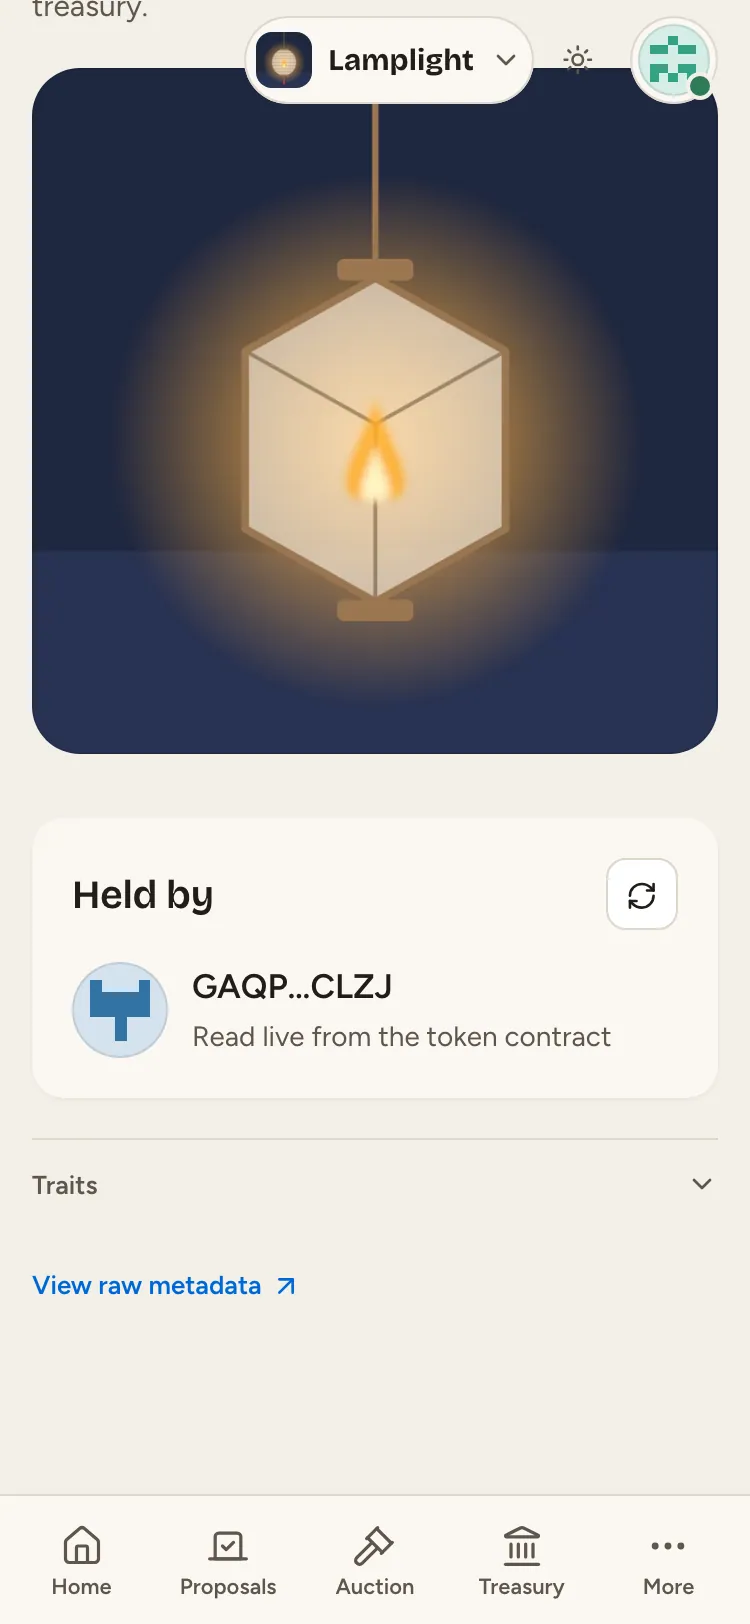 treasury.
Lamplight
Held by
GAQP...CLZJ
Read live from the token contract
Traits
View raw metadata
Home
Proposals
Auction
Treasury
More